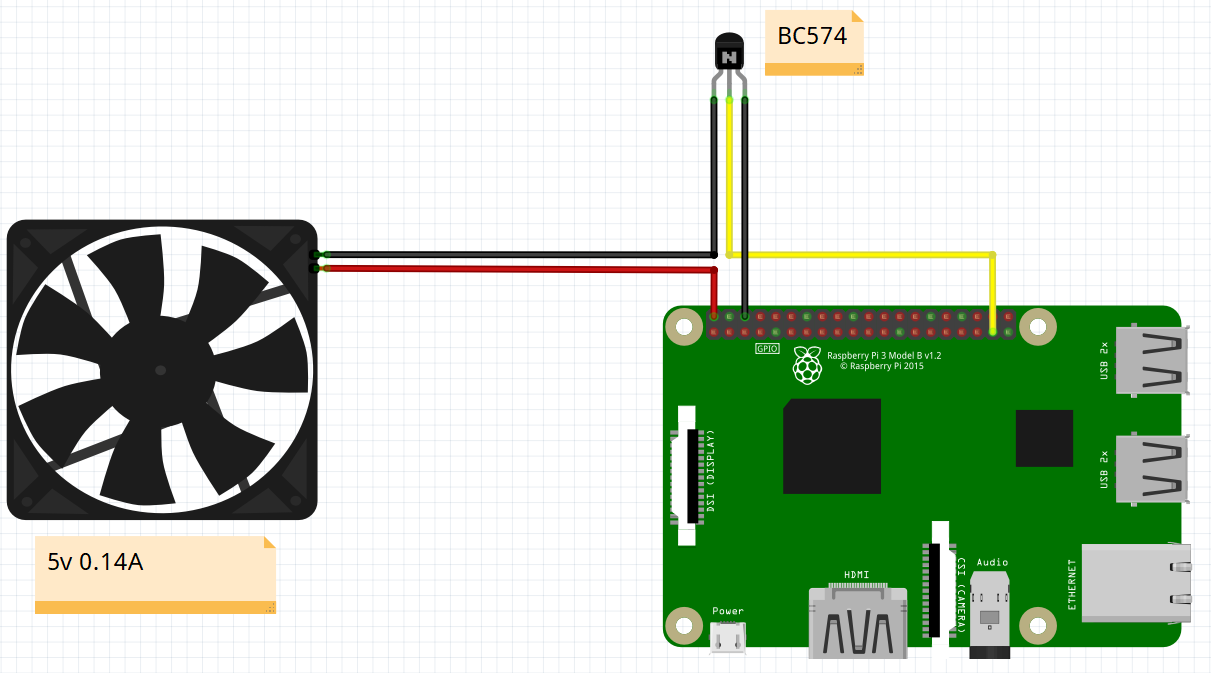 BC574
N
5v 0.14A
GPIO
Raspberry Pi 3 Model B v1.2
© Raspberry Pi 2015
USB 2x
DSI (DISPLAY)
USB 2x
HDMI
CSI (CAMERA)
Audio
ETHERNET
Power